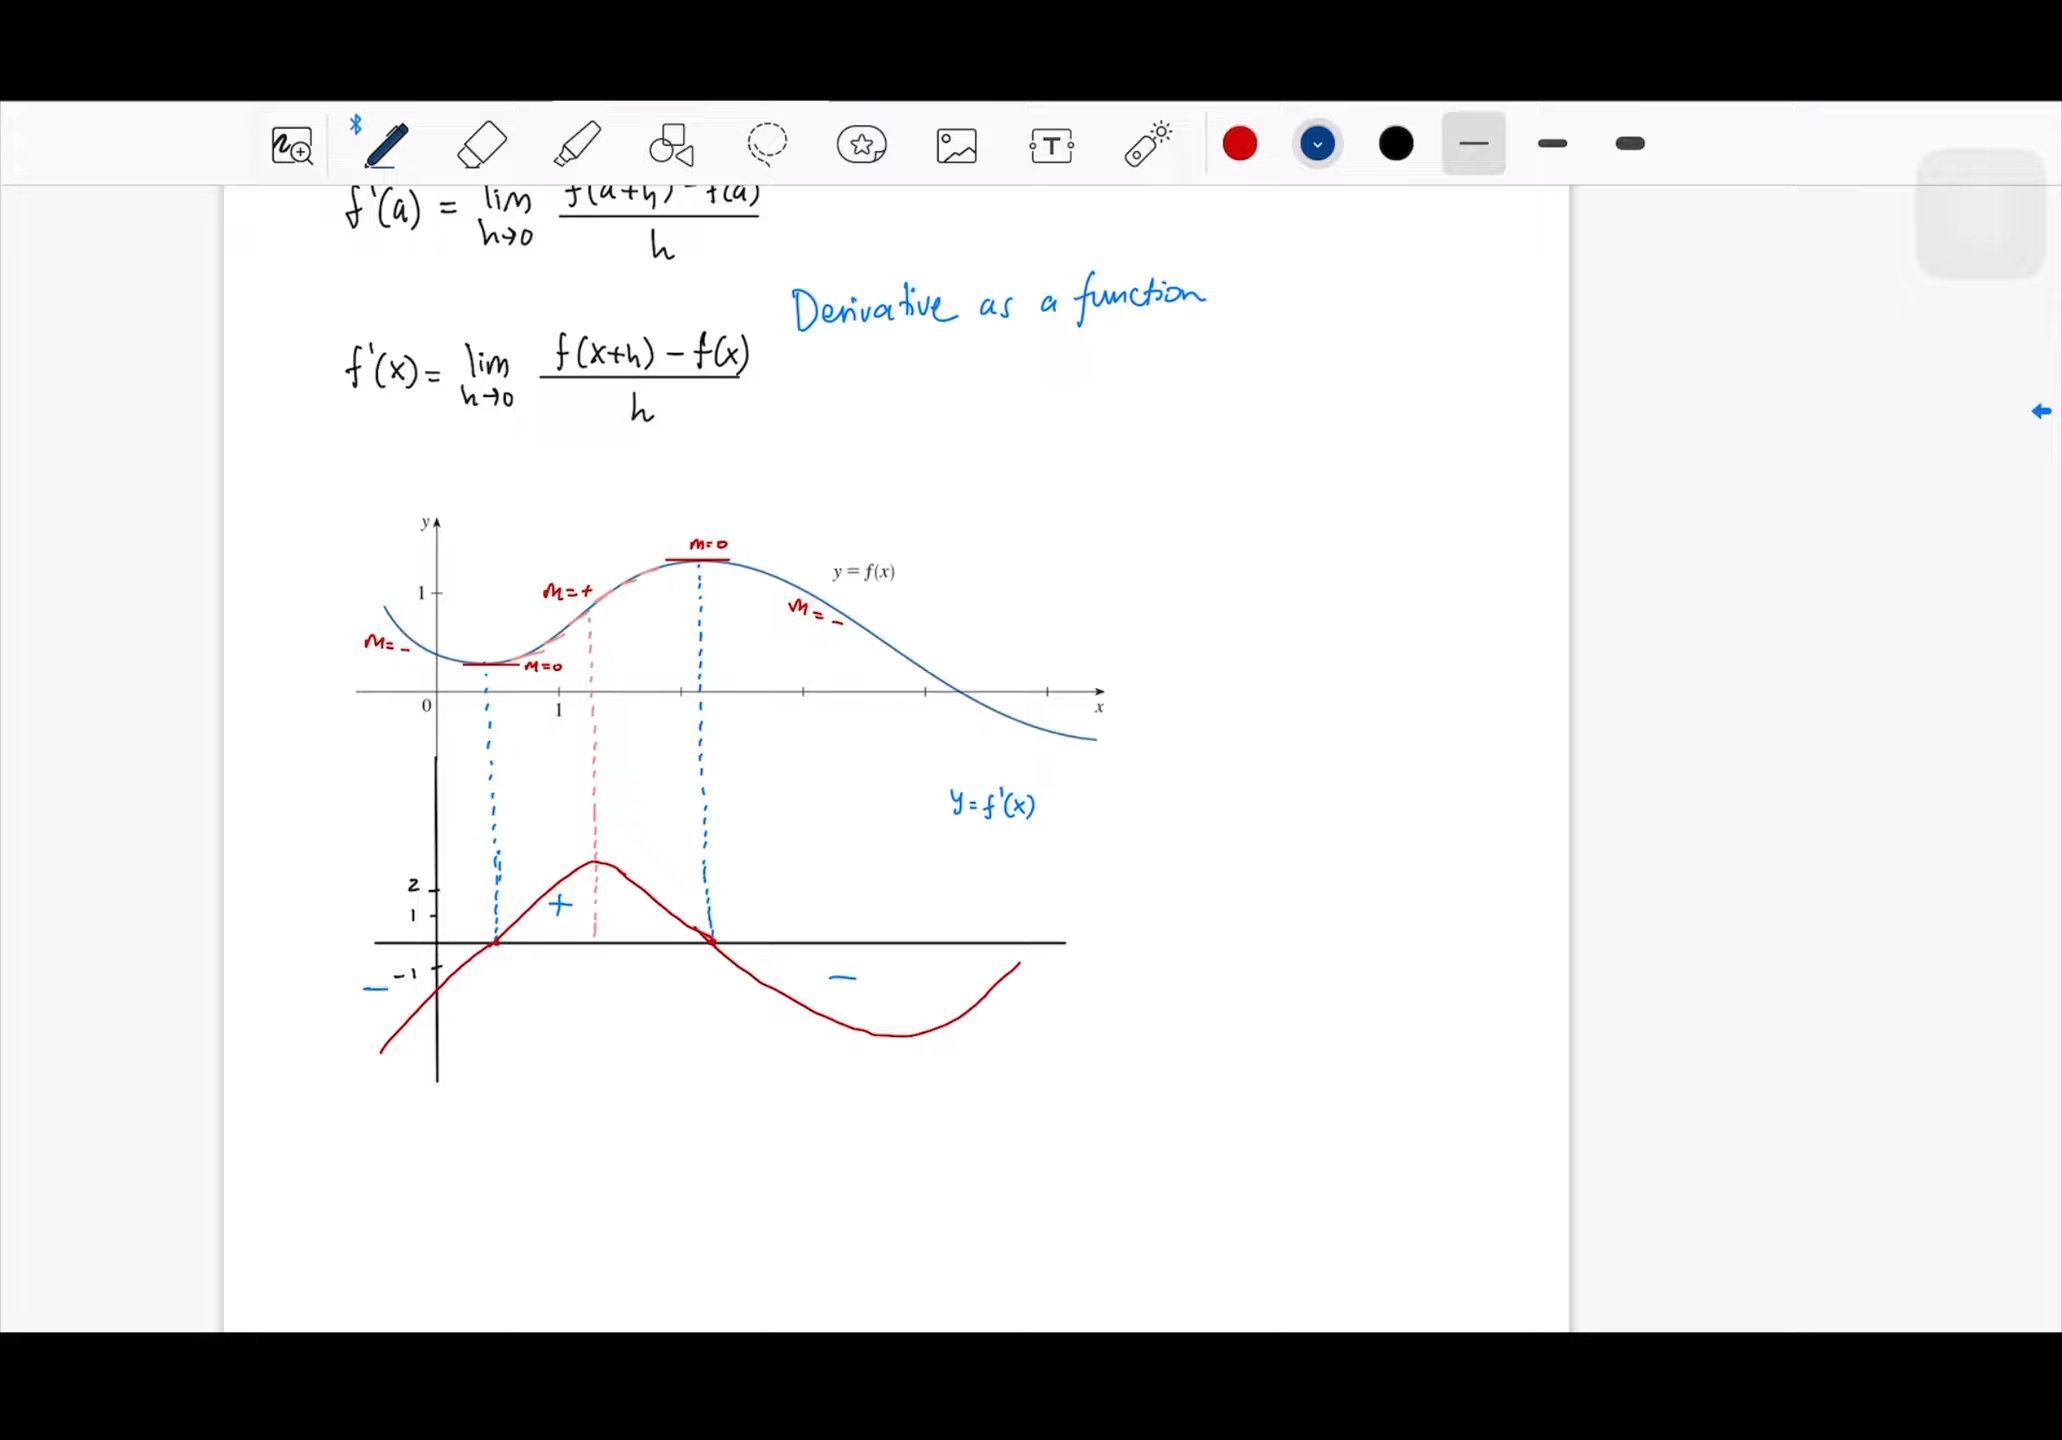 f'(a) = lim h→0 f(a+h) - f(a) / h
Derivative as a function
f'(x) = lim h→0 f(x+h) - f(x) / h
y
m=0
y = f(x)
m=+
1
m=-
m=-
m=0
0
1
x
y=f'(x)
2
+
1
-1
-
-
T